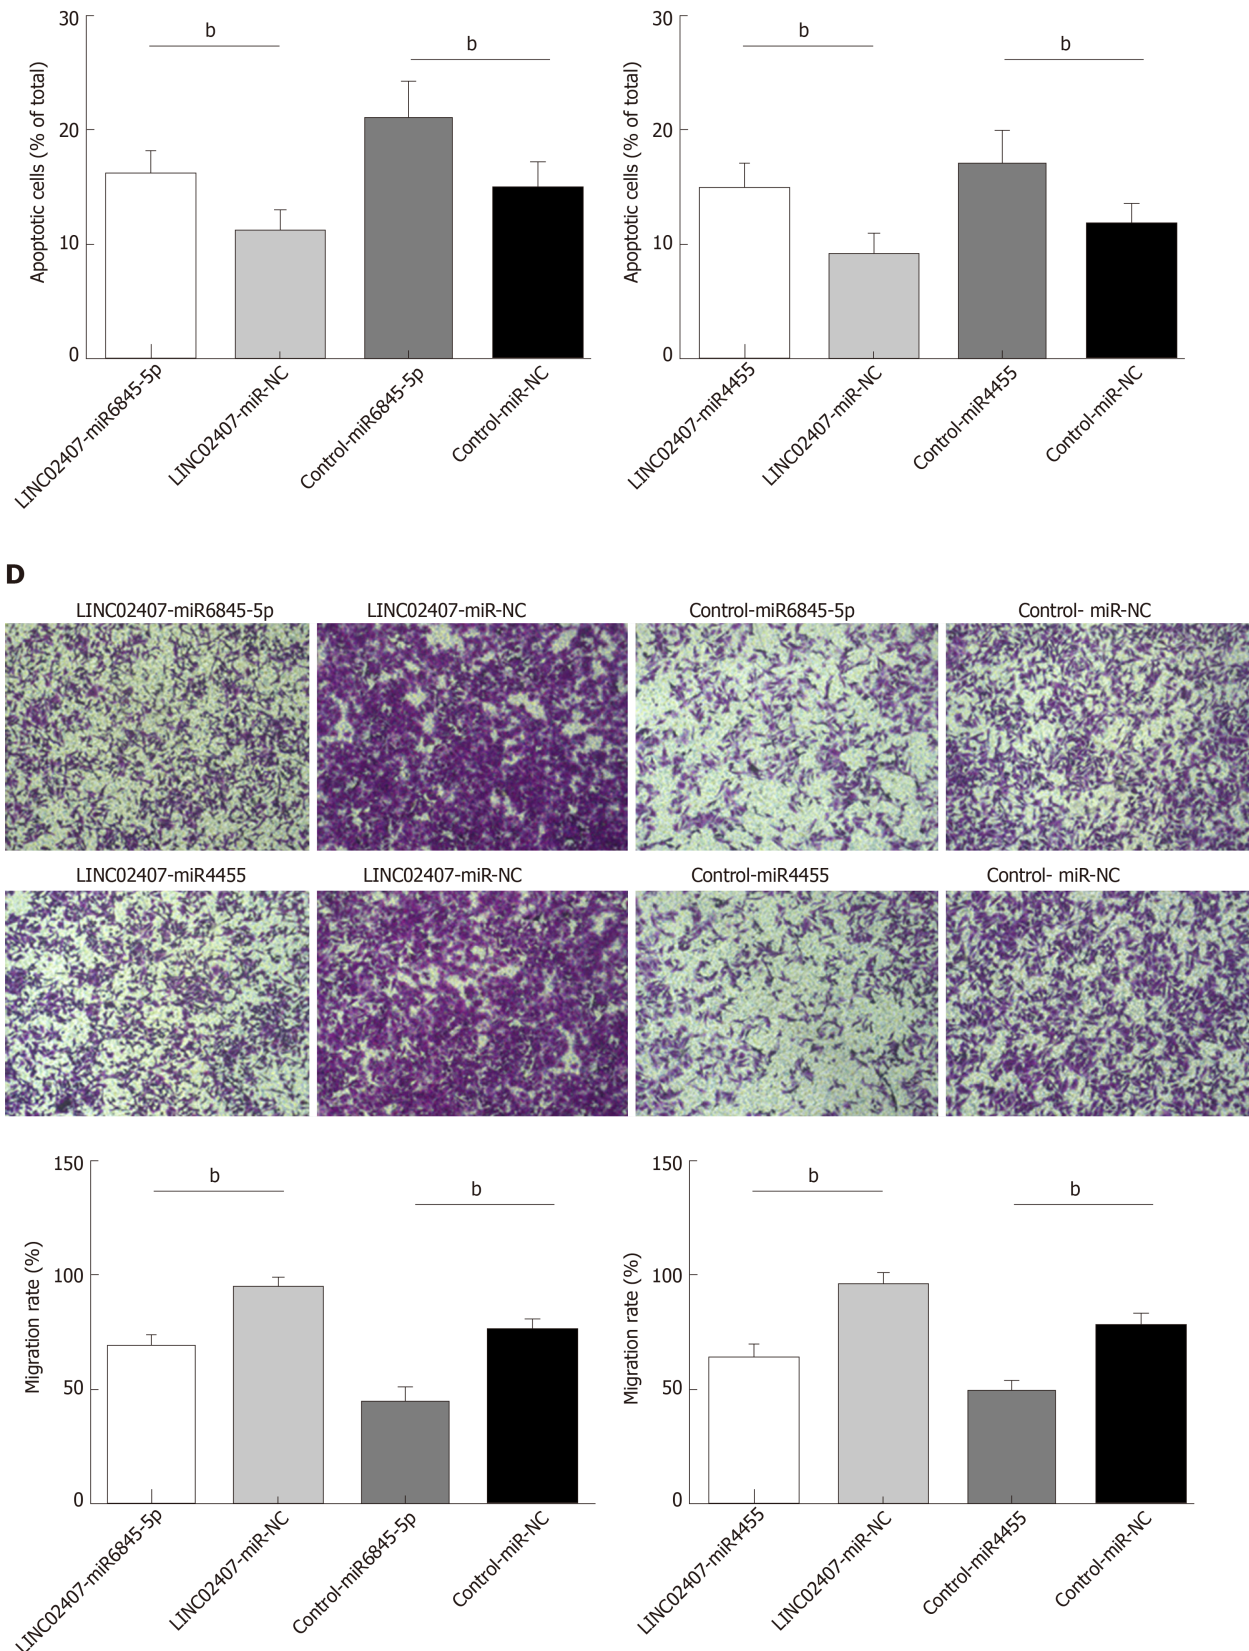 30
20
10
0
Apoptotic cells (% of total)
b
b
LINC02407-miR6845-5p
LINC02407-miR-NC
Control-miR6845-5p
Control-miR-NC
30
20
10
0
Apoptotic cells (% of total)
b
b
LINC02407-miR4455
LINC02407-miR-NC
Control-miR4455
Control-miR-NC
D
LINC02407-miR6845-5p LINC02407-miR-NC Control-miR6845-5p Control- miR-NC
LINC02407-miR4455 LINC02407-miR-NC Control-miR4455 Control- miR-NC
150
100
50
0
Migration rate (%)
b
b
LINC02407-miR6845-5p
LINC02407-miR-NC
Control-miR6845-5p
Control-miR-NC
150
100
50
0
Migration rate (%)
b
b
LINC02407-miR4455
LINC02407-miR-NC
Control-miR4455
Control-miR-NC